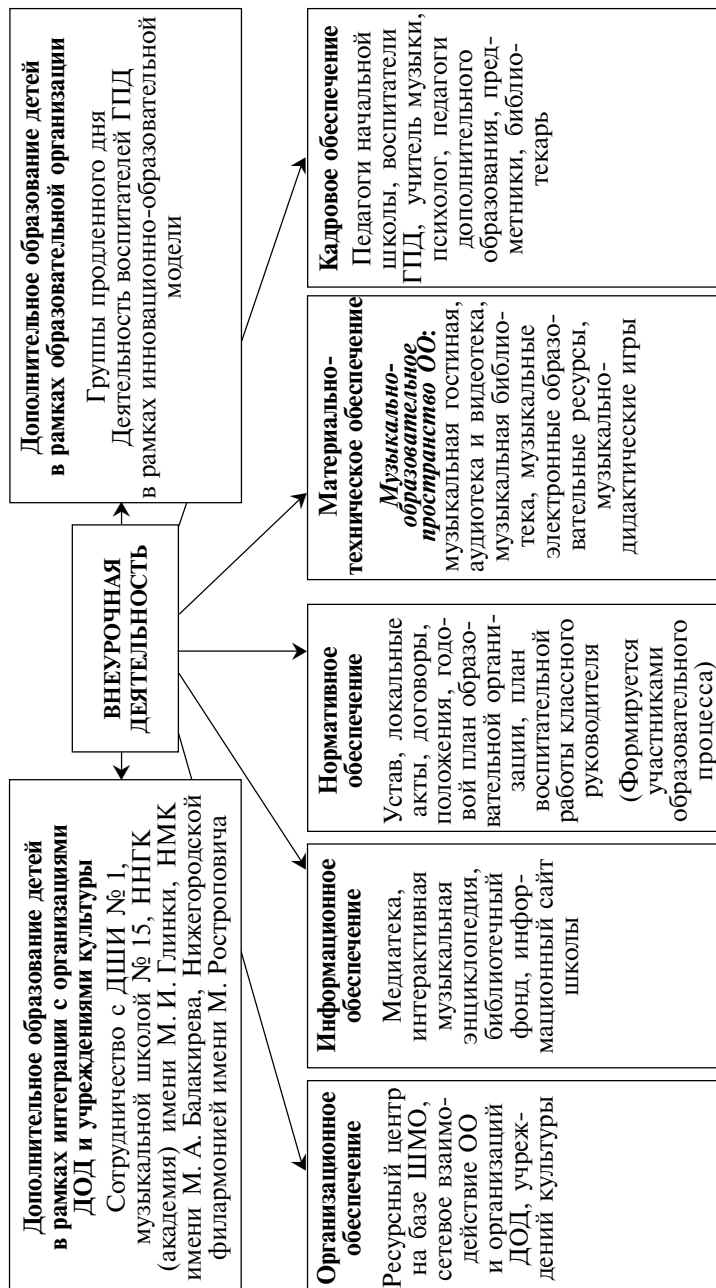 Дополнительное образование детей
в рамках интеграции с организациями
ДОД и учреждениями культуры
Сотрудничество с ДШИ № 1,
музыкальной школой № 15, ННГК
(академия) имени М. И. Глинки, НМК
имени М. А. Балакирева, Нижегородской
филармонией имени М. Ростроповича
ВНЕУРОЧНАЯ
ДЕЯТЕЛЬНОСТЬ
Дополнительное образование детей
в рамках образовательной организации
Группы продленного дня
Деятельность воспитателей ГПД
в рамках инновационно-образовательной
модели
Организационное
обеспечение
Ресурсный центр
на базе ШМО,
сетевое взаимо-
действие ОО
и организаций
ДОД, учреж-
дений культуры
Информационное
обеспечение
Медиатека,
интерактивная
музыкальная
энциклопедия,
библиотечный
фонд, инфор-
мационный сайт
школы
Нормативное
обеспечение
Устав, локальные
акты, договоры,
положения, годо-
вой план образо-
вательной органи-
зации, план
воспитательной
работы классного
руководителя
(Формируется
участниками
образовательного
процесса)
Материально-
техническое обеспечение
Музыкально-
образовательное
пространство ОО:
музыкальная гостиная,
аудиотека и видеотека,
музыкальная библио-
тека, музыкальные
электронные образо-
вательные ресурсы,
музыкально-
дидактические игры
Кадровое обеспечение
Педагоги начальной
школы, воспитатели
ГПД, учитель музыки,
психолог, педагоги
дополнительного
образования, пред-
метники, библио-
текарь